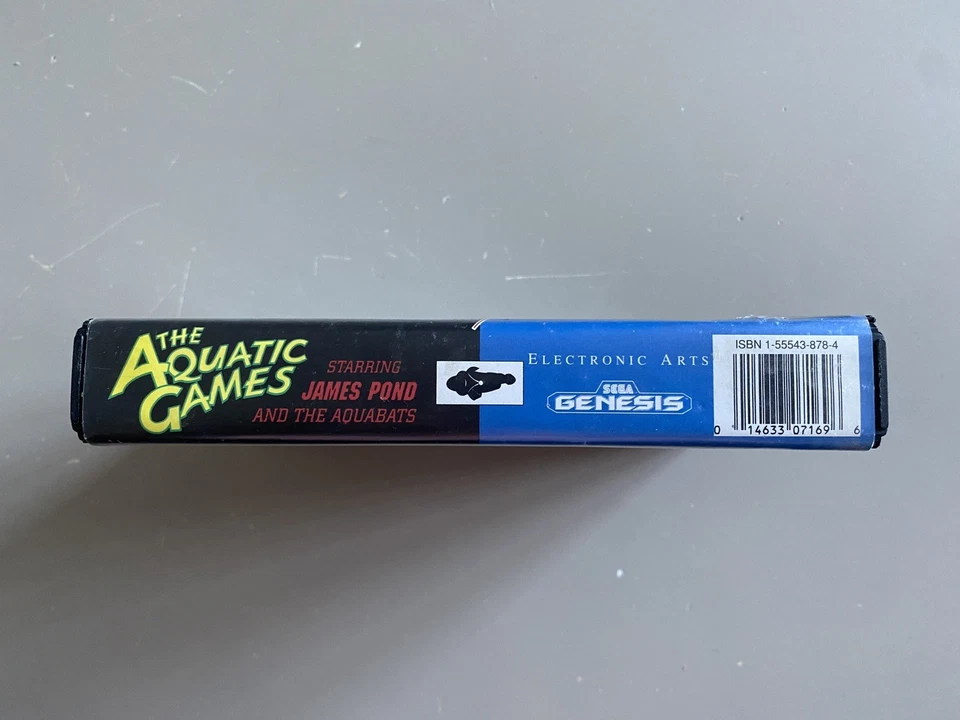 THE
AQUATIC
GAMES
STARRING
JAMES POND
AND THE AQUABATS
ELECTRONIC ARTS
SEGA
GENESIS
ISBN 1-55543-878-4
0 14633 07169 6